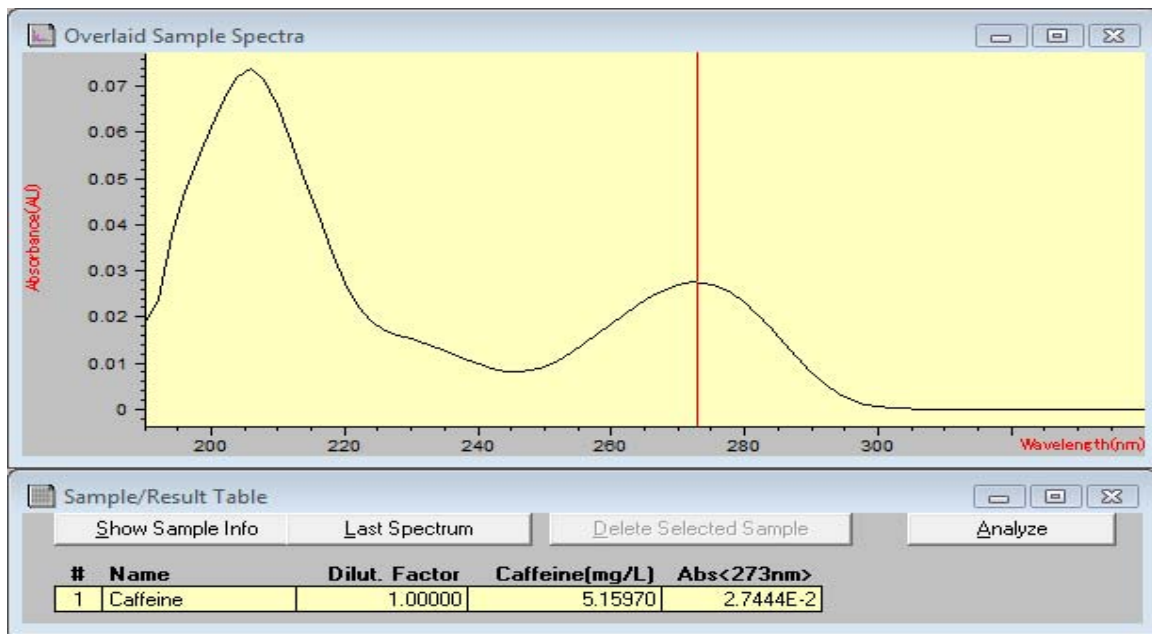 Overlaid Sample Spectra
Absorbance(AU)
0.07
0.06
0.05
0.04
0.03
0.02
0.01
0
200 220 240 260 280 300 Wavelength(nm)
Sample/Result Table
Show Sample Info Last Spectrum Delete Selected Sample Analyze
# Name Dilut. Factor Caffeine(mg/L) Abs<273nm>
1 Caffeine 1.00000 5.15970 2.7444E-2